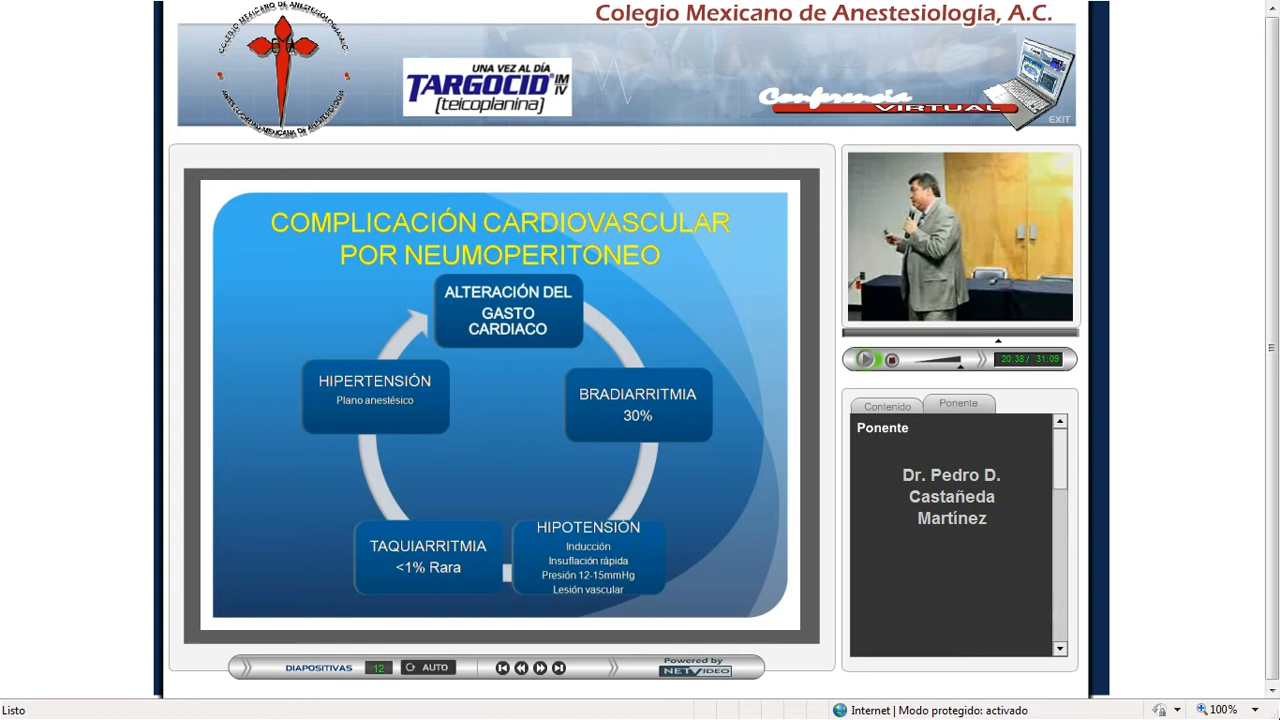 Colegio Mexicano de Anestesiología, A.C.
UNA VEZ AL DÍA
TARGOCID IM IV
[teicoplanina]
Conferencia
VIRTUAL
EXIT
COMPLICACIÓN CARDIOVASCULAR
POR NEUMOPERITONEO
ALTERACIÓN DEL
GASTO
CARDIACO
BRADIARRITMIA
30%
HIPOTENSIÓN
Inducción
Insuflación rápida
Presión 12-15mmHg
Lesión vascular
TAQUIARRITMIA
<1% Rara
HIPERTENSIÓN
Plano anestésico
20:38 / 31:09
Contenido
Ponente
Ponente
Dr. Pedro D.
Castañeda
Martínez
DIAPOSITIVAS
12
AUTO
Powered by
NETVIDEO
Listo
Internet | Modo protegido: activado
100%